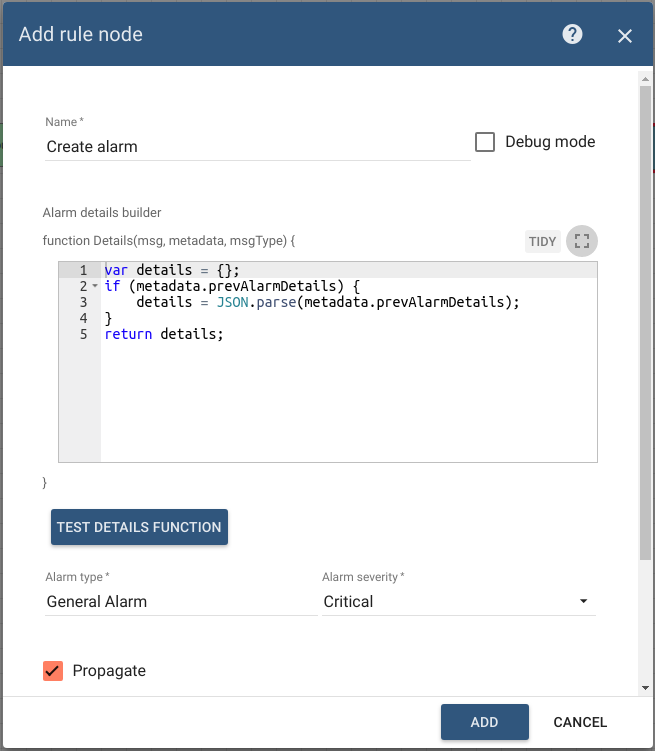 Add rule node
Name *
Create alarm
Debug mode
Alarm details builder
function Details(msg, metadata, msgType) {
TIDY
1 var details = {};
2 if (metadata.prevAlarmDetails) {
3     details = JSON.parse(metadata.prevAlarmDetails);
4 }
5 return details;
}
TEST DETAILS FUNCTION
Alarm type * Alarm severity *
General Alarm Critical
Propagate
ADD CANCEL